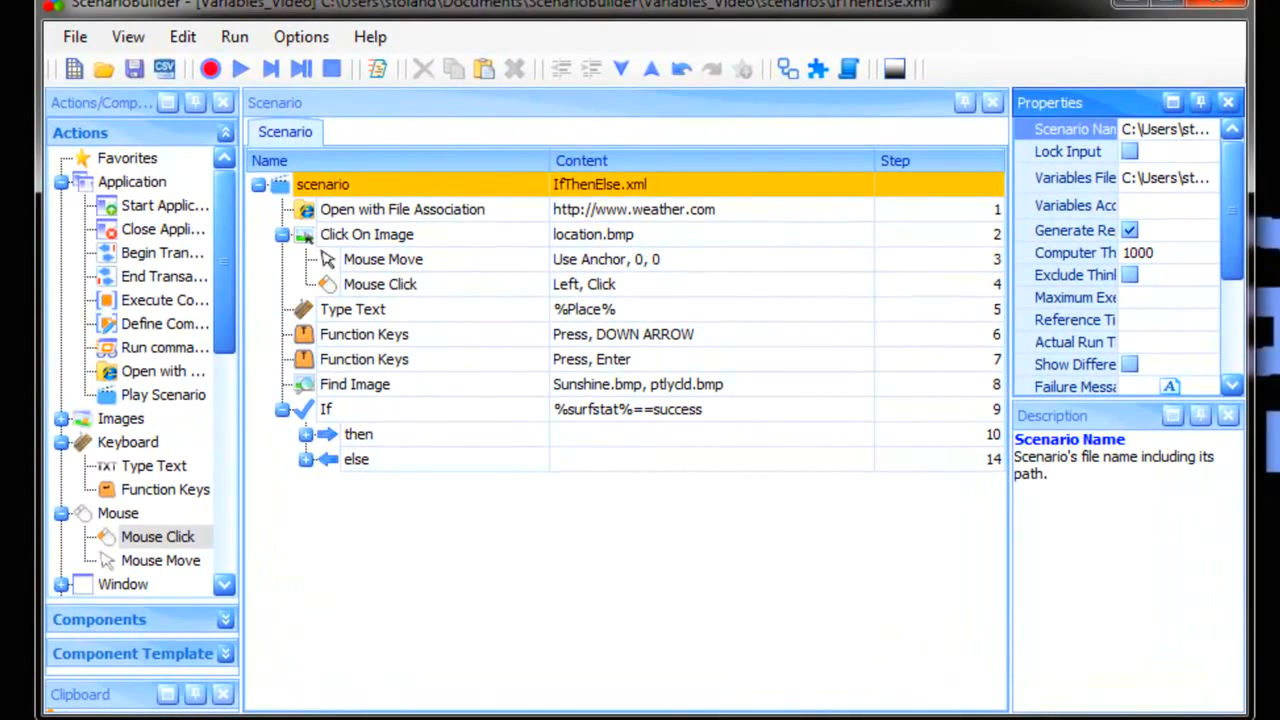 ScenarioBuilder - [Variables_Video] C:\Users\stoland\Documents\ScenarioBuilder\Variables_Video\scenarios\IfThenElse.xml
File View Edit Run Options Help
CSV
Actions/Comp...
Actions
Favorites
Application
Start Applic...
Close Appli...
Begin Tran...
End Transa...
Execute Co...
Define Com...
Run comma...
Open with ...
Play Scenario
Images
Keyboard
TXT Type Text
Function Keys
Mouse
Mouse Click
Mouse Move
Window
Components
Component Template
Clipboard
Scenario
Scenario
Name Content Step
scenario IfThenElse.xml
Open with File Association http://www.weather.com 1
Click On Image location.bmp 2
Mouse Move Use Anchor, 0, 0 3
Mouse Click Left, Click 4
Type Text %Place% 5
Function Keys Press, DOWN ARROW 6
Function Keys Press, Enter 7
Find Image Sunshine.bmp, ptlycld.bmp 8
If %surfstat%==success 9
then 10
else 14
Properties
Scenario Nam C:\Users\st...
Lock Input
Variables File C:\Users\st...
Variables Acc
Generate Re
Computer Th 1000
Exclude Think
Maximum Exe
Reference Ti
Actual Run T
Show Differe
Failure Messa A
Description
Scenario Name
Scenario's file name including its
path.